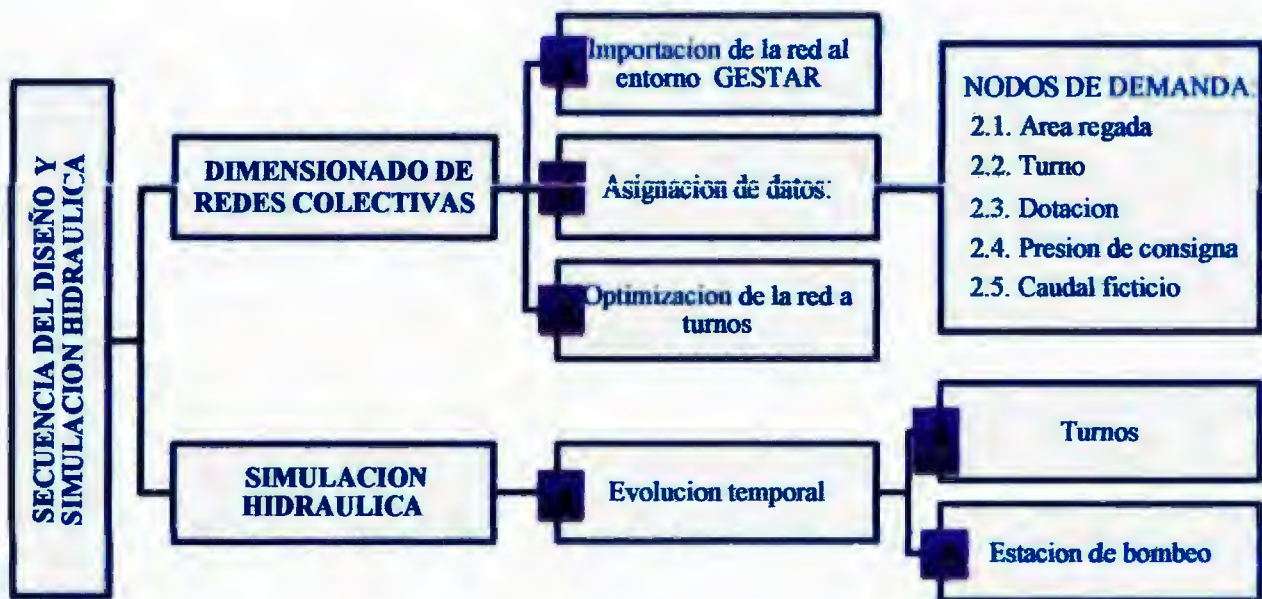 SECUENCIA DEL DISEÑO Y
SIMULACION HIDRAULICA
DIMENSIONADO DE
REDES COLECTIVAS
Importacion de la red al
entorno GESTAR
Asignacion de datos:
Optimizacion de la red a
turnos
NODOS DE DEMANDA:
2.1. Area regada
2.2. Turno
2.3. Dotacion
2.4. Presion de consigna
2.5. Caudal ficticio
SIMULACION
HIDRAULICA
Evolucion temporal
Turnos
Estacion de bombeo